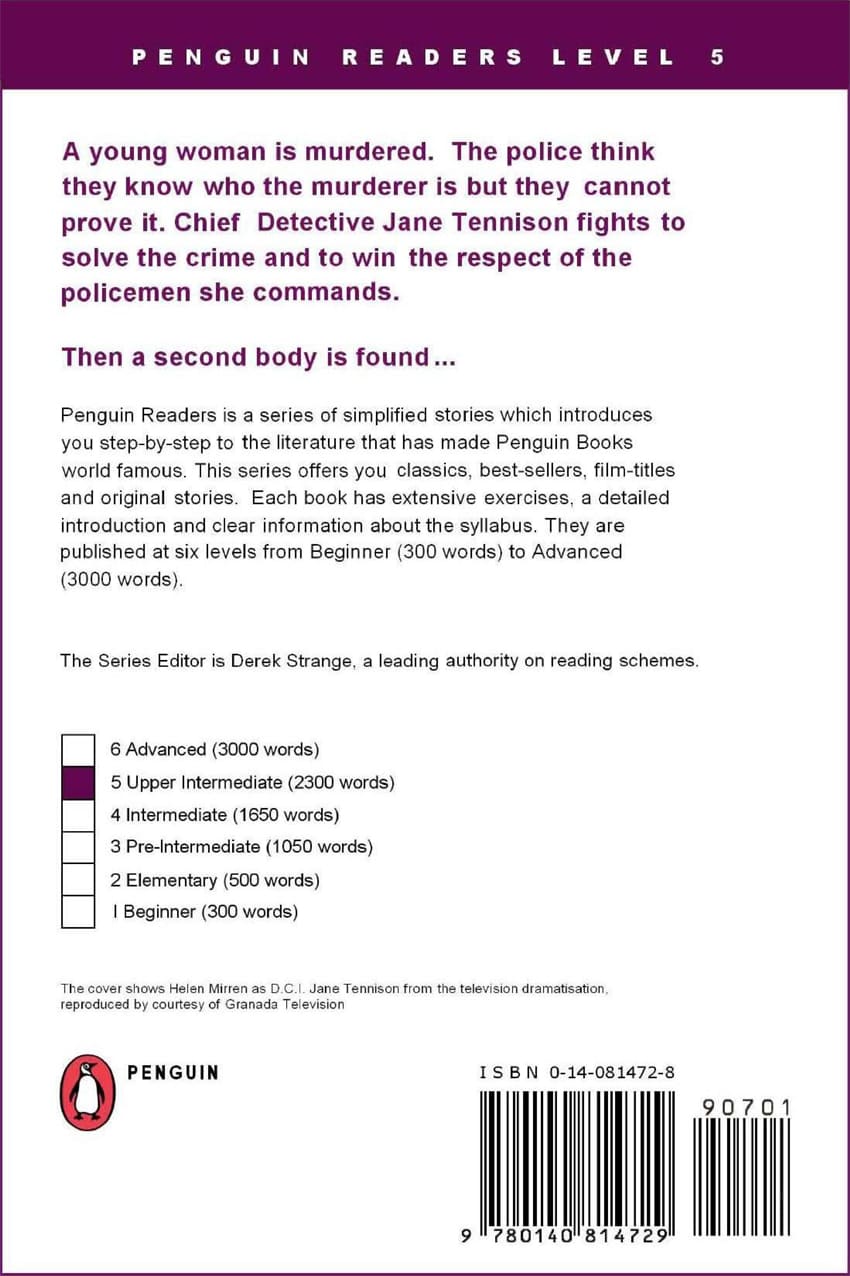 PENGUIN READERS LEVEL 5
A young woman is murdered. The police think
they know who the murderer is but they cannot
prove it. Chief Detective Jane Tennison fights to
solve the crime and to win the respect of the
policemen she commands.
Then a second body is found...
Penguin Readers is a series of simplified stories which introduces
you step-by-step to the literature that has made Penguin Books
world famous. This series offers you classics, best-sellers, film-titles
and original stories. Each book has extensive exercises, a detailed
introduction and clear information about the syllabus. They are
published at six levels from Beginner (300 words) to Advanced
(3000 words).
The Series Editor is Derek Strange, a leading authority on reading schemes.
6 Advanced (3000 words)
5 Upper Intermediate (2300 words)
4 Intermediate (1650 words)
3 Pre-Intermediate (1050 words)
2 Elementary (500 words)
1 Beginner (300 words)
The cover shows Helen Mirren as D.C.I. Jane Tennison from the television dramatisation,
reproduced by courtesy of Granada Television
PENGUIN
ISBN 0-14-081472-8
90701
9 780140 814729